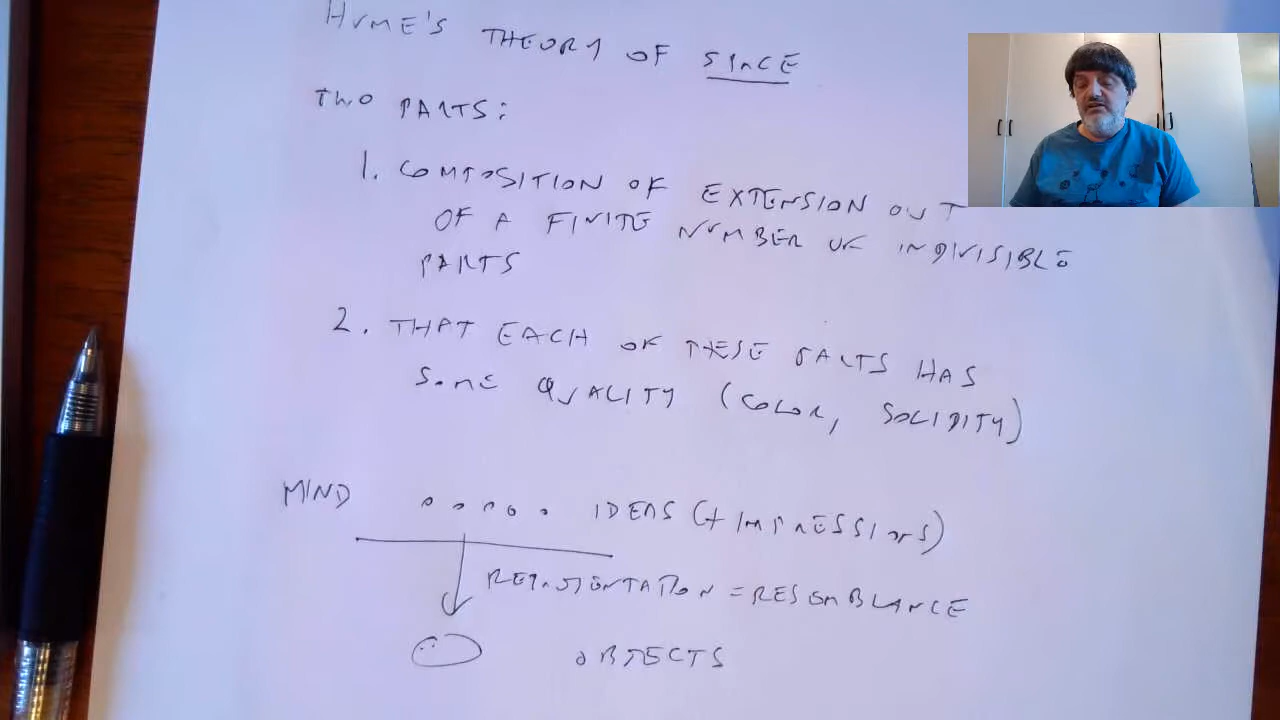 HUME'S THEORY OF SPACE
TWO PARTS:
1. COMPOSITION OF EXTENSION OUT
OF A FINITE NUMBER OF INDIVISIBLE
PARTS
2. THAT EACH OF THESE PARTS HAS
SOME QUALITY (COLOR, SOLIDITY)
MIND IDEAS (+ IMPRESSIONS)
REPRESENTATION = RESEMBLANCE
OBJECTS